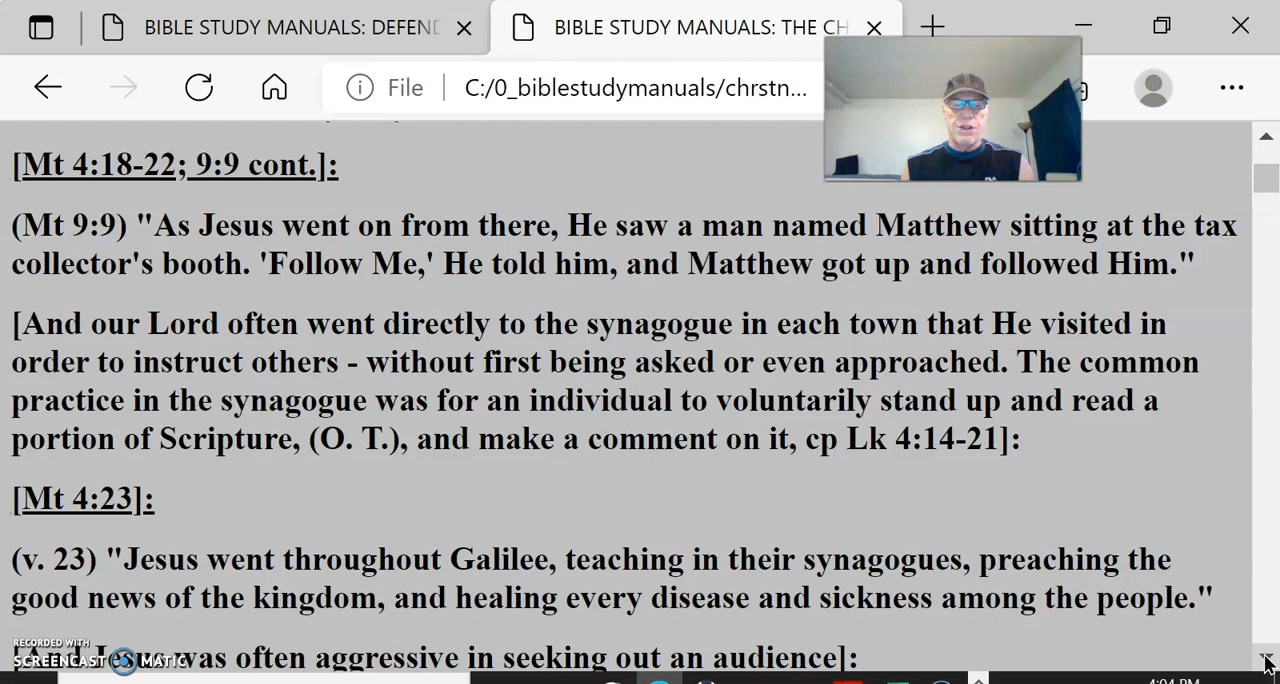 BIBLE STUDY MANUALS: DEFEND
BIBLE STUDY MANUALS: THE CH
File
C:/0_biblestudymanuals/chrstn...
[Mt 4:18-22; 9:9 cont.]:
(Mt 9:9) "As Jesus went on from there, He saw a man named Matthew sitting at the tax
collector's booth. 'Follow Me,' He told him, and Matthew got up and followed Him."
[And our Lord often went directly to the synagogue in each town that He visited in
order to instruct others - without first being asked or even approached. The common
practice in the synagogue was for an individual to voluntarily stand up and read a
portion of Scripture, (O. T.), and make a comment on it, cp Lk 4:14-21]:
[Mt 4:23]:
(v. 23) "Jesus went throughout Galilee, teaching in their synagogues, preaching the
good news of the kingdom, and healing every disease and sickness among the people."
[And Jesus was often aggressive in seeking out an audience]:
RECORDED WITH
SCREENCAST MATIC
FILA
4:04 PM